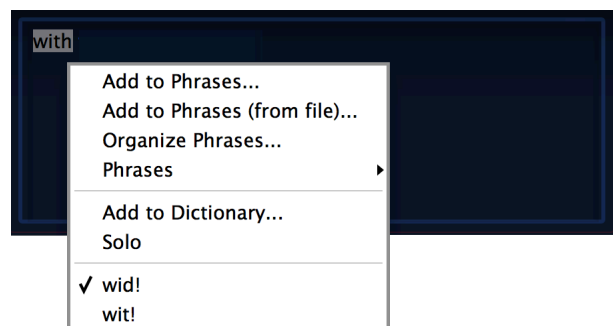 with
Add to Phrases...
Add to Phrases (from file)...
Organize Phrases...
Phrases
Add to Dictionary...
Solo
✓ wid!
wit!